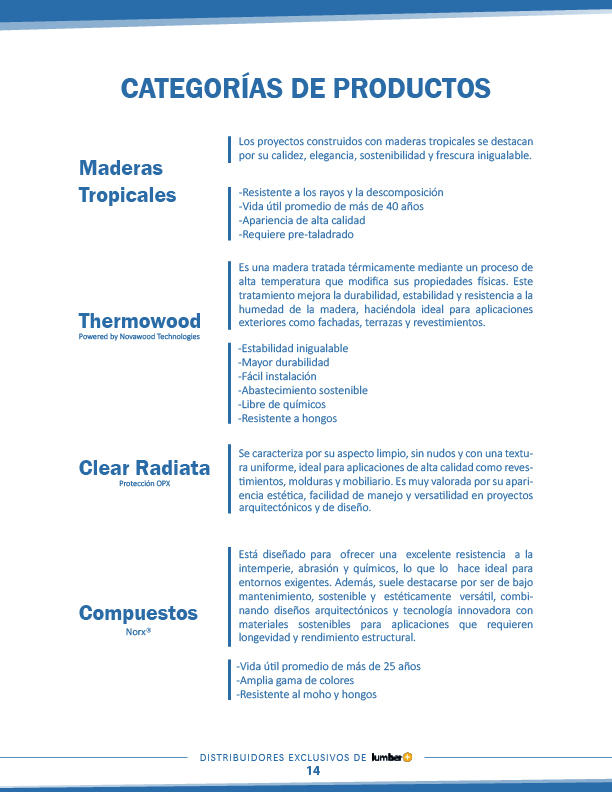 CATEGORÍAS DE PRODUCTOS
Maderas
Tropicales
Los proyectos construidos con maderas tropicales se destacan
por su calidez, elegancia, sostenibilidad y frescura inigualable.
-Resistente a los rayos y la descomposición
-Vida útil promedio de más de 40 años
-Apariencia de alta calidad
-Requiere pre-taladrado
Thermowood
Powered by Novawood Technologies
Es una madera tratada térmicamente mediante un proceso de
alta temperatura que modifica sus propiedades físicas. Este
tratamiento mejora la durabilidad, estabilidad y resistencia a la
humedad de la madera, haciéndola ideal para aplicaciones
exteriores como fachadas, terrazas y revestimientos.
-Estabilidad inigualable
-Mayor durabilidad
-Fácil instalación
-Abastecimiento sostenible
-Libre de químicos
-Resistente a hongos
Clear Radiata
Protección OPX
Se caracteriza por su aspecto limpio, sin nudos y con una textu-
ra uniforme, ideal para aplicaciones de alta calidad como reves-
timientos, molduras y mobiliario. Es muy valorada por su apari-
encia estética, facilidad de manejo y versatilidad en proyectos
arquitectónicos y de diseño.
Compuestos
Norx®
Está diseñado para ofrecer una excelente resistencia a la
intemperie, abrasión y químicos, lo que lo hace ideal para
entornos exigentes. Además, suele destacarse por ser de bajo
mantenimiento, sostenible y estéticamente versátil, combi-
nando diseños arquitectónicos y tecnología innovadora con
materiales sostenibles para aplicaciones que requieren
longevidad y rendimiento estructural.
-Vida útil promedio de más de 25 años
-Amplia gama de colores
-Resistente al moho y hongos
DISTRIBUIDORES EXCLUSIVOS DE lumber+
14